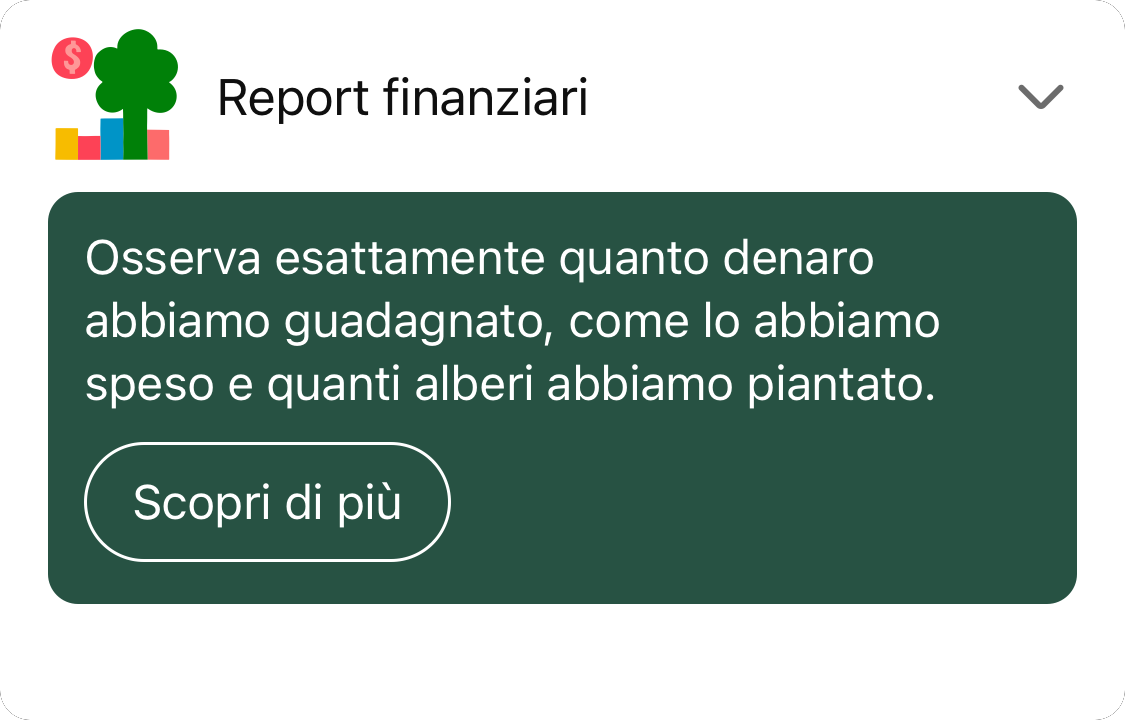 $
Report finanziari
Osserva esattamente quanto denaro
abbiamo guadagnato, come lo abbiamo
speso e quanti alberi abbiamo piantato.
Scopri di più